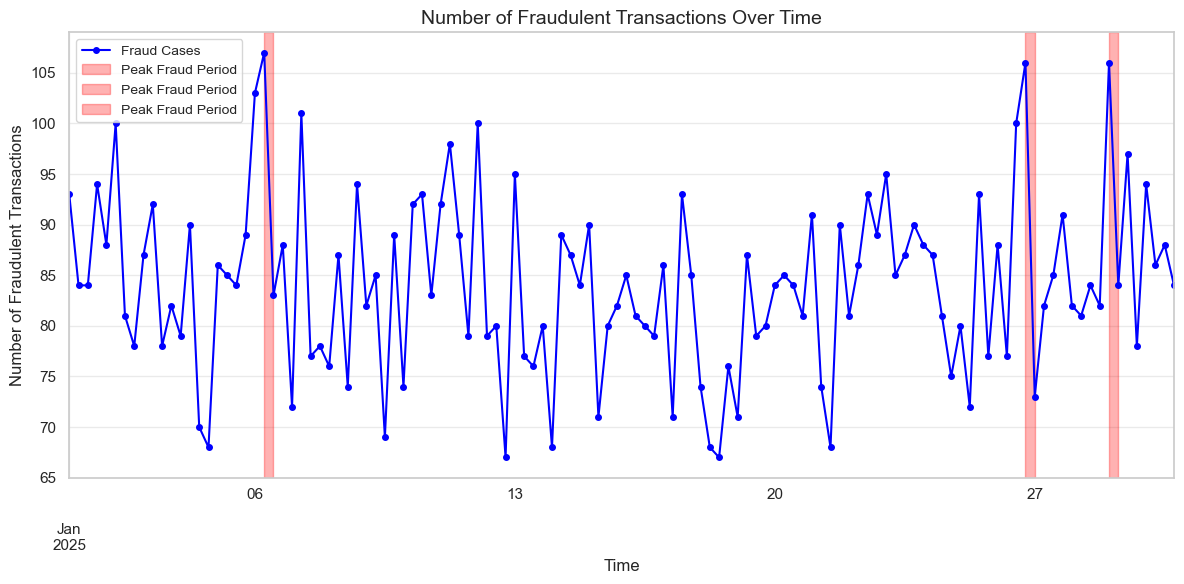 Number of Fraudulent Transactions Over Time
Fraud Cases
Peak Fraud Period
Peak Fraud Period
Peak Fraud Period
Number of Fraudulent Transactions
105
100
95
90
85
80
75
70
65
06
13
20
27
Jan
2025
Time